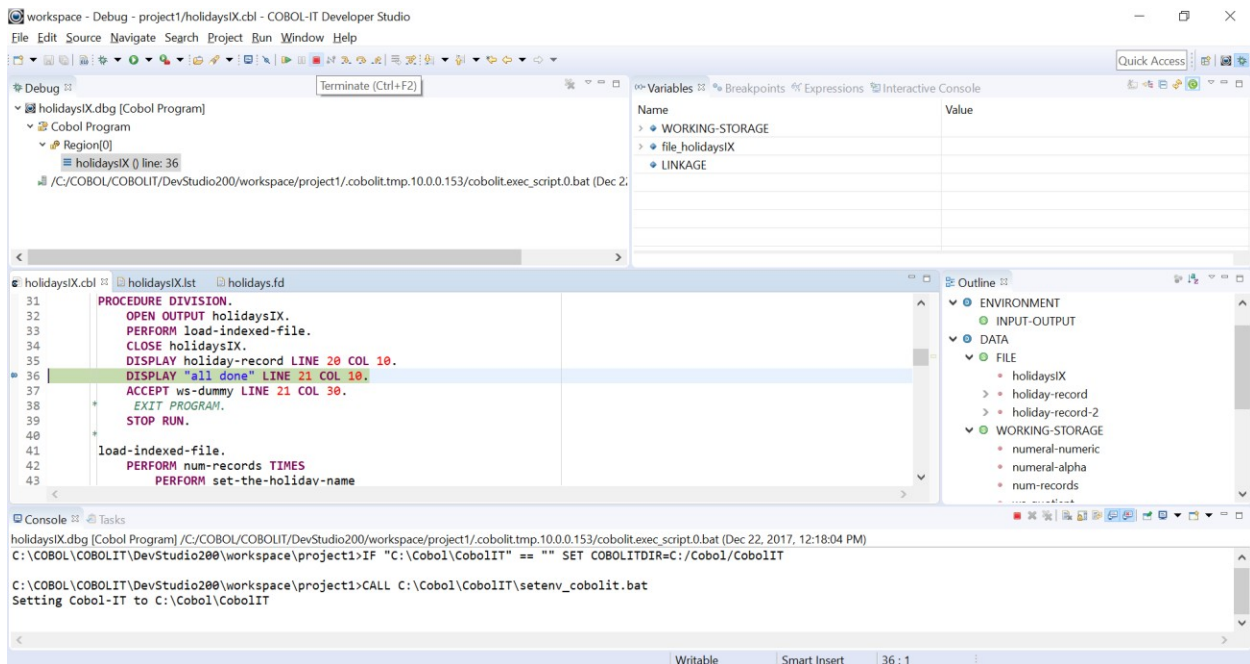 workspace - Debug - project1/holidaysIX.cbl - COBOL-IT Developer Studio
File Edit Source Navigate Search Project Run Window Help
Quick Access
Terminate (Ctrl+F2)
Debug
holidaysIX.dbg [Cobol Program]
Cobol Program
Region[0]
holidaysIX () line: 36
/C:/COBOL/COBOLIT/DevStudio200/workspace/project1/.cobolit.tmp.10.0.0.153/cobolit.exec_script.0.bat (Dec 2
Variables Breakpoints Expressions Interactive Console
Name Value
WORKING-STORAGE
file_holidaysIX
LINKAGE
holidaysIX.cbl holidaysIX.lst holidays.fd
31 PROCEDURE DIVISION.
32 OPEN OUTPUT holidaysIX.
33 PERFORM load-indexed-file.
34 CLOSE holidaysIX.
35 DISPLAY holiday-record LINE 20 COL 10.
36 DISPLAY "all done" LINE 21 COL 10.
37 ACCEPT ws-dummy LINE 21 COL 30.
38 * EXIT PROGRAM.
39 STOP RUN.
40 *
41 load-indexed-file.
42 PERFORM num-records TIMES
43 PERFORM set-the-holiday-name
Outline
ENVIRONMENT
INPUT-OUTPUT
DATA
FILE
holidaysIX
holiday-record
holiday-record-2
WORKING-STORAGE
numeral-numeric
numeral-alpha
num-records
Console Tasks
holidaysIX.dbg [Cobol Program] /C:/COBOL/COBOLIT/DevStudio200/workspace/project1/.cobolit.tmp.10.0.0.153/cobolit.exec_script.0.bat (Dec 22, 2017, 12:18:04 PM)
C:\COBOL\COBOLIT\DevStudio200\workspace\project1>IF "C:\Cobol\CobolIT" == "" SET COBOLITDIR=C:/Cobol/CobolIT
C:\COBOL\COBOLIT\DevStudio200\workspace\project1>CALL C:\Cobol\CobolIT\setenv_cobolit.bat
Setting Cobol-IT to C:\Cobol\CobolIT
Writable Smart Insert 36 : 1